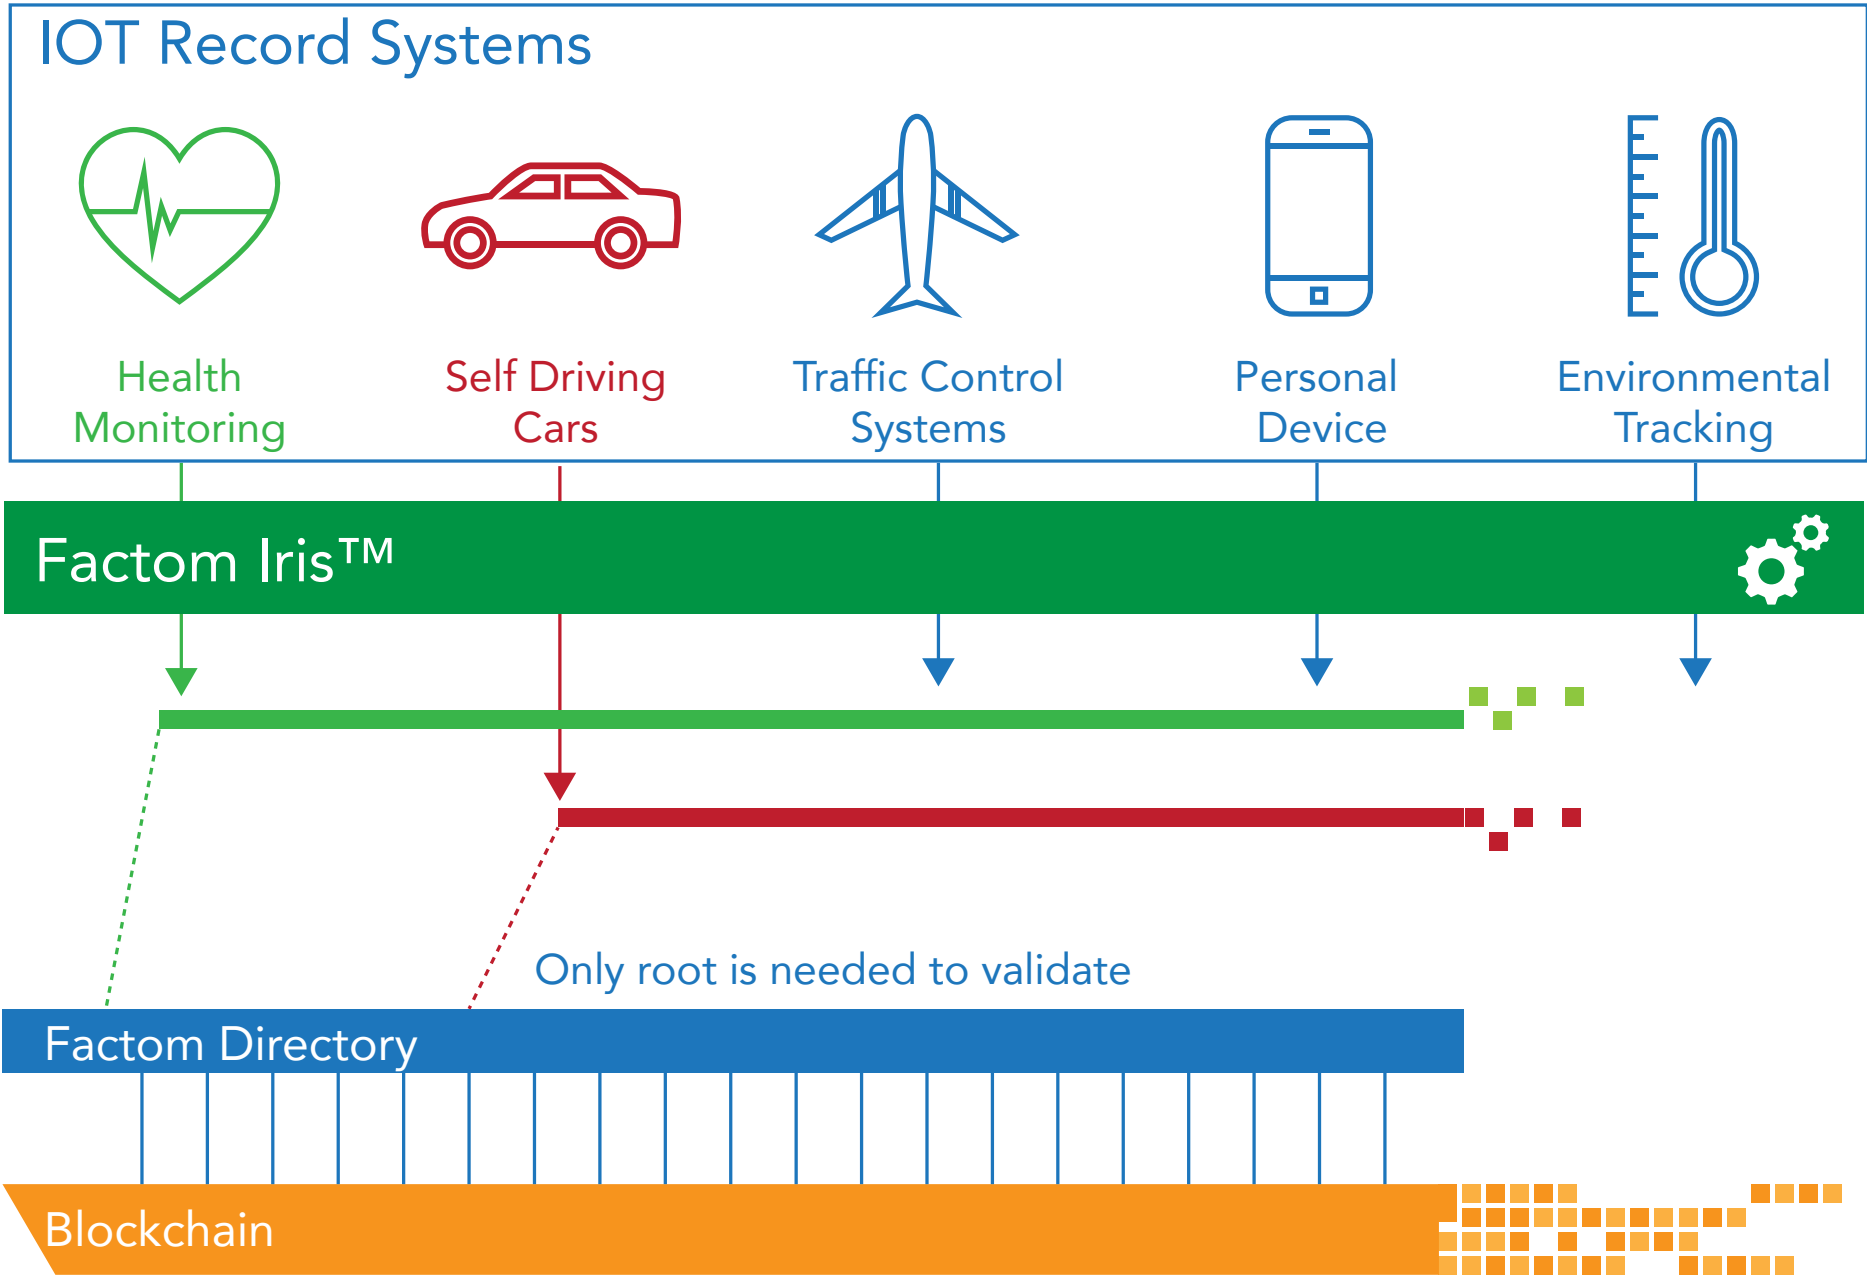 IOT Record Systems
Health
Monitoring
Self Driving
Cars
Traffic Control
Systems
Personal
Device
Environmental
Tracking
Factom Iris™
Only root is needed to validate
Factom Directory
Blockchain